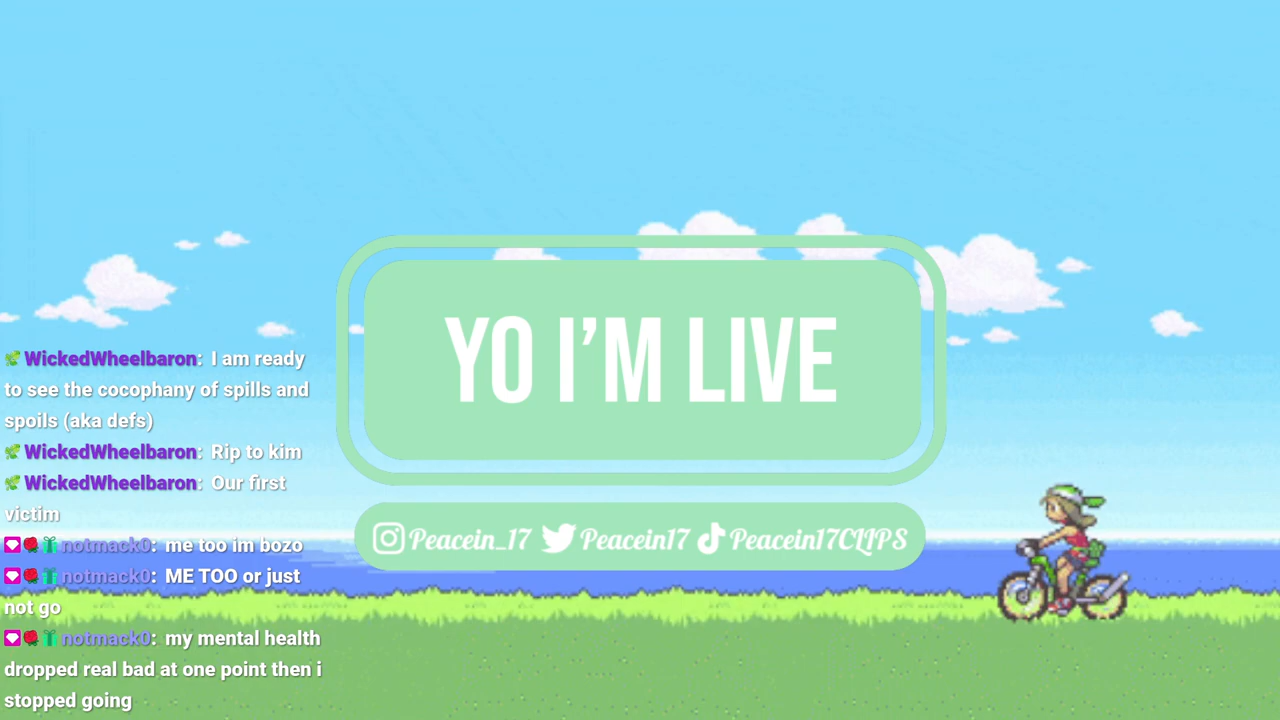 YO I’M LIVE
Peacein_17 Peacein17 Peacein17CLIPS
WickedWheelbaron: I am ready
to see the cocophany of spills and
spoils (aka defs)
WickedWheelbaron: Rip to kim
WickedWheelbaron: Our first
victim
notmack0: me too im bozo
notmack0: ME TOO or just
not go
notmack0: my mental health
dropped real bad at one point then i
stopped going